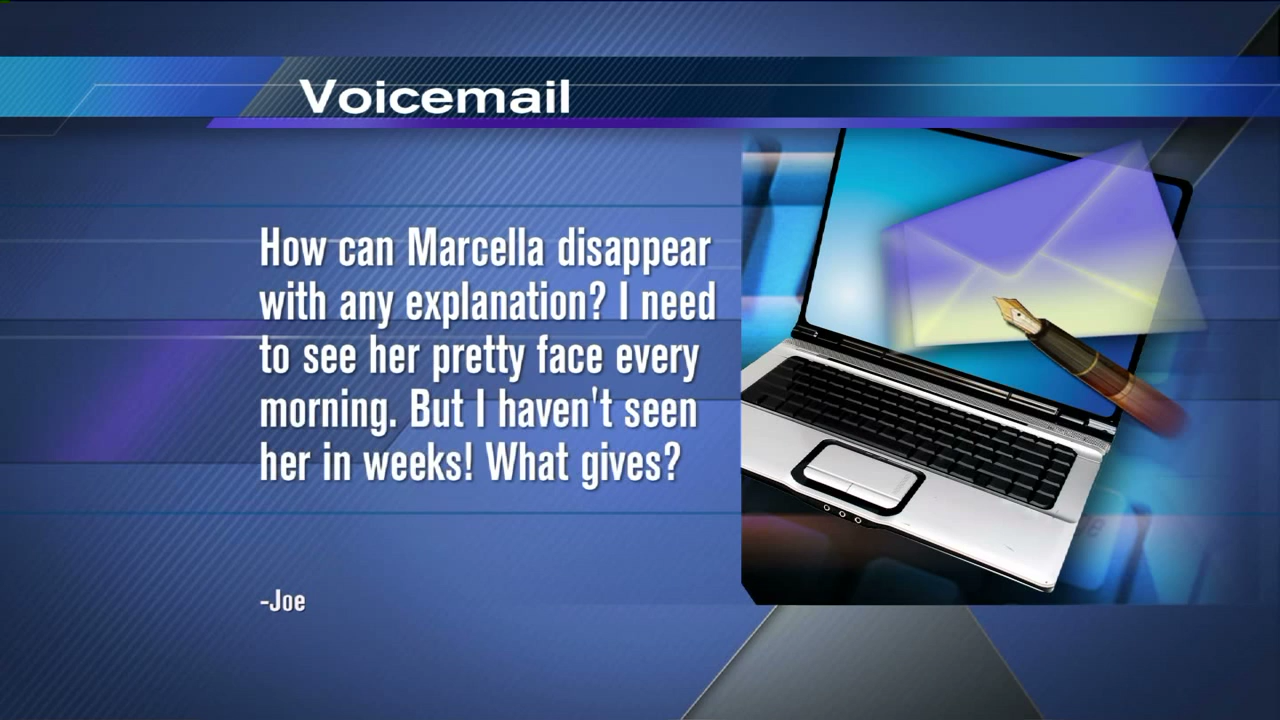 Voicemail
How can Marcella disappear
with any explanation? I need
to see her pretty face every
morning. But I haven't seen
her in weeks! What gives?
-Joe